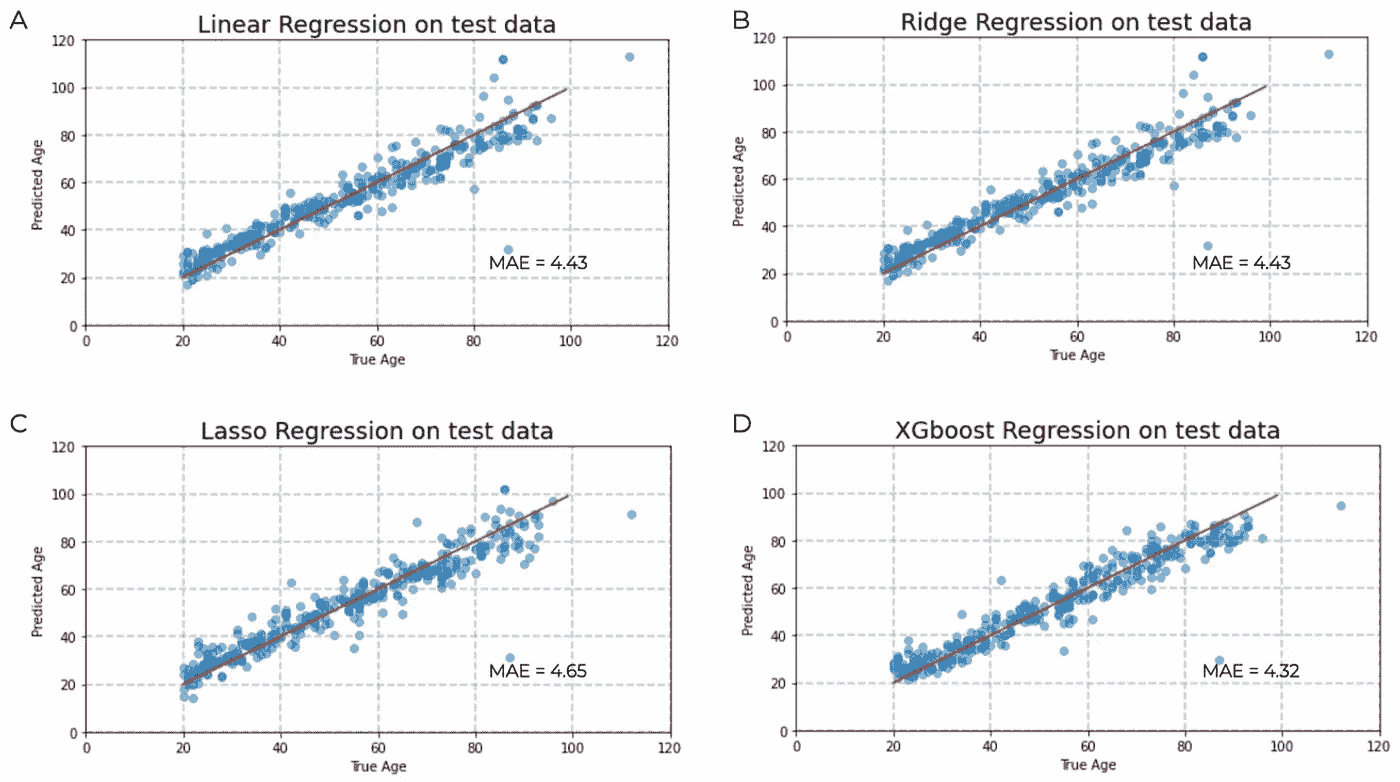 A
Linear Regression on test data
120
100
80
60
40
20
0
Predicted Age
MAE = 4.43
0 20 40 60 80 100 120
True Age
B
Ridge Regression on test data
120
100
80
60
40
20
0
Predicted Age
MAE = 4.43
0 20 40 60 80 100 120
True Age
C
Lasso Regression on test data
120
100
80
60
40
20
0
Predicted Age
MAE = 4.65
0 20 40 60 80 100 120
True Age
D
XGboost Regression on test data
120
100
80
60
40
20
0
Predicted Age
MAE = 4.32
0 20 40 60 80 100 120
True Age